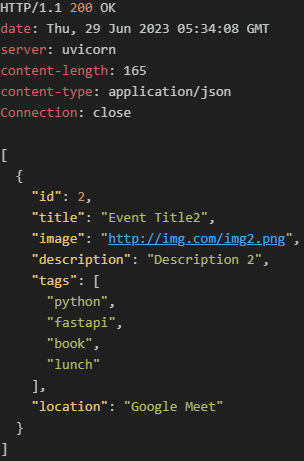 HTTP/1.1 200 OK
date: Thu, 29 Jun 2023 05:34:08 GMT
server: uvicorn
content-length: 165
content-type: application/json
Connection: close

[
  {
    "id": 2,
    "title": "Event Title2",
    "image": "http://img.com/img2.png",
    "description": "Description 2",
    "tags": [
      "python",
      "fastapi",
      "book",
      "lunch"
    ],
    "location": "Google Meet"
  }
]